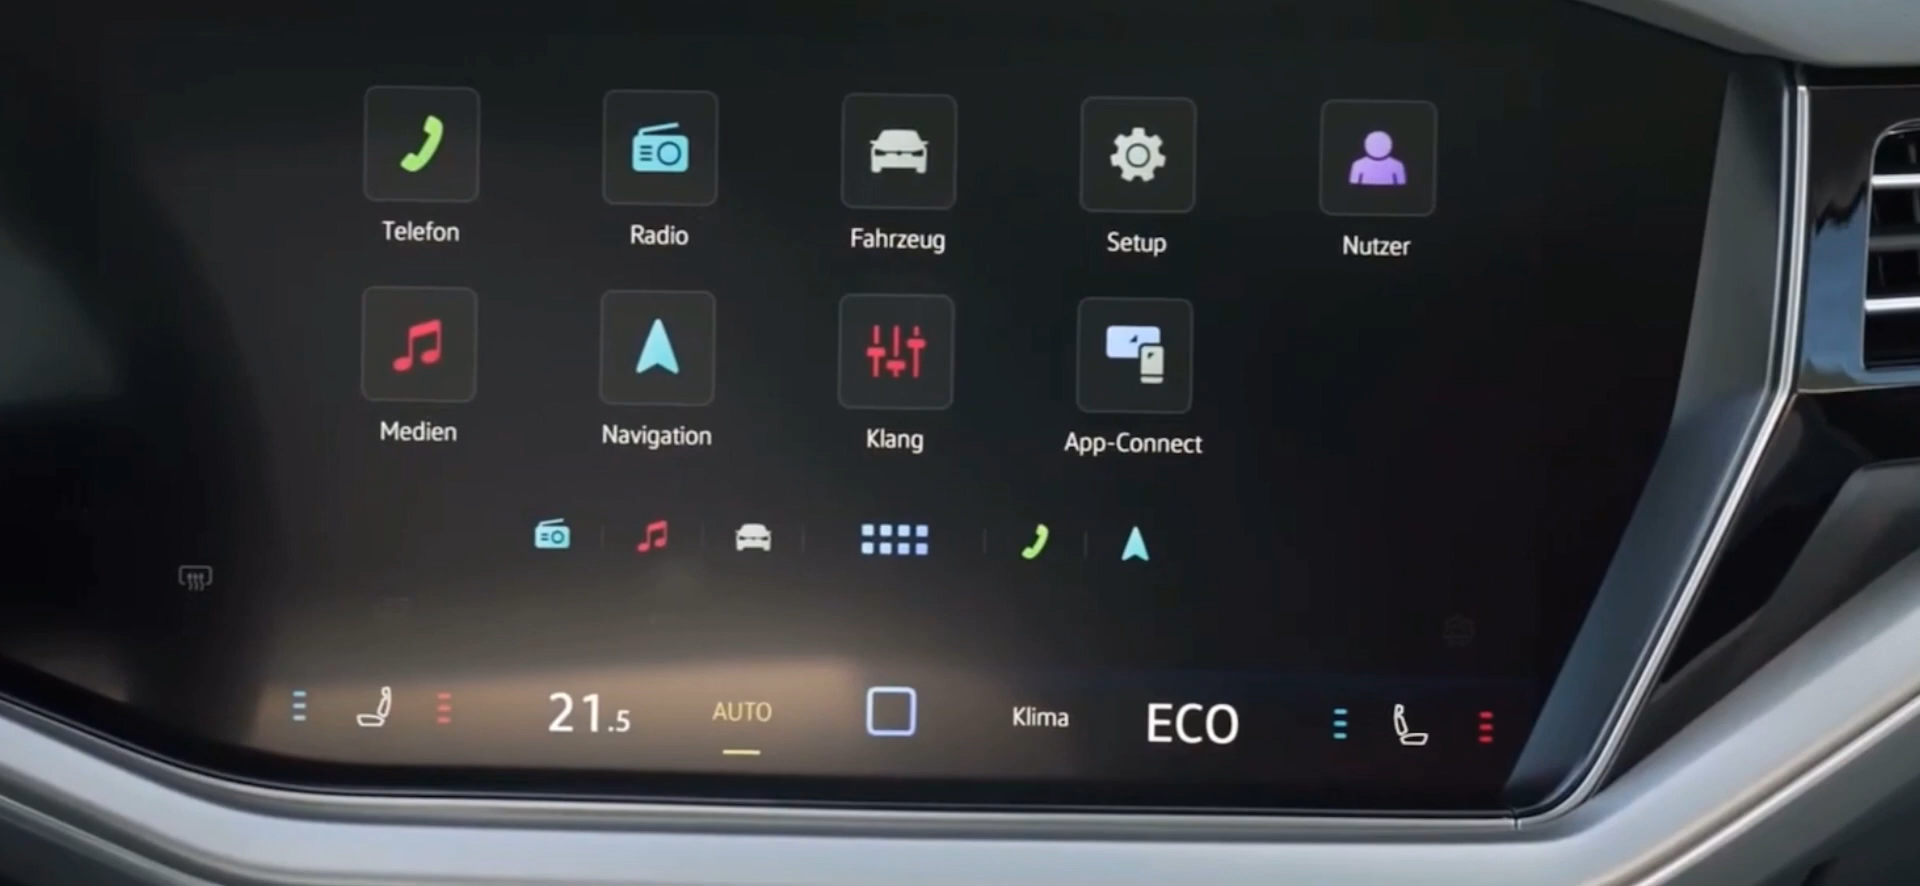 Telefon
Radio
Fahrzeug
Setup
Nutzer
Medien
Navigation
Klang
App-Connect
21.5
AUTO
Klima
ECO